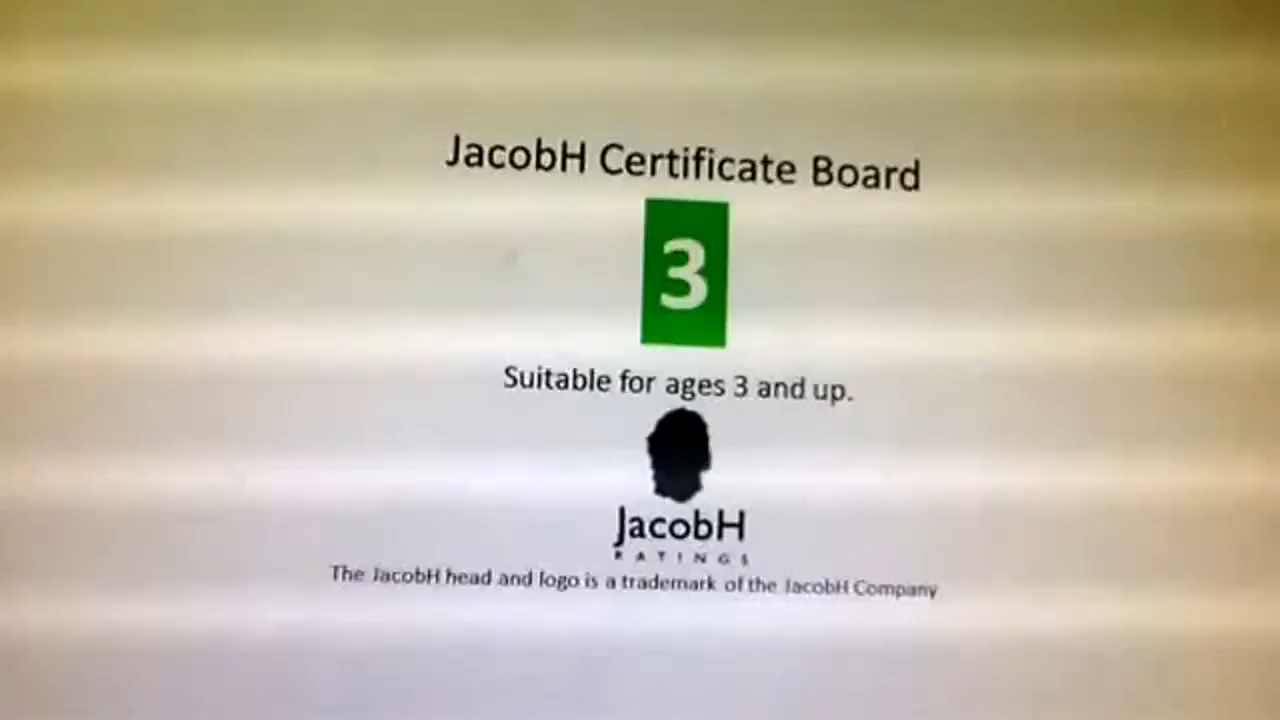 JacobH Certificate Board
3
Suitable for ages 3 and up.
JacobH
RATINGS
The JacobH head and logo is a trademark of the JacobH Company